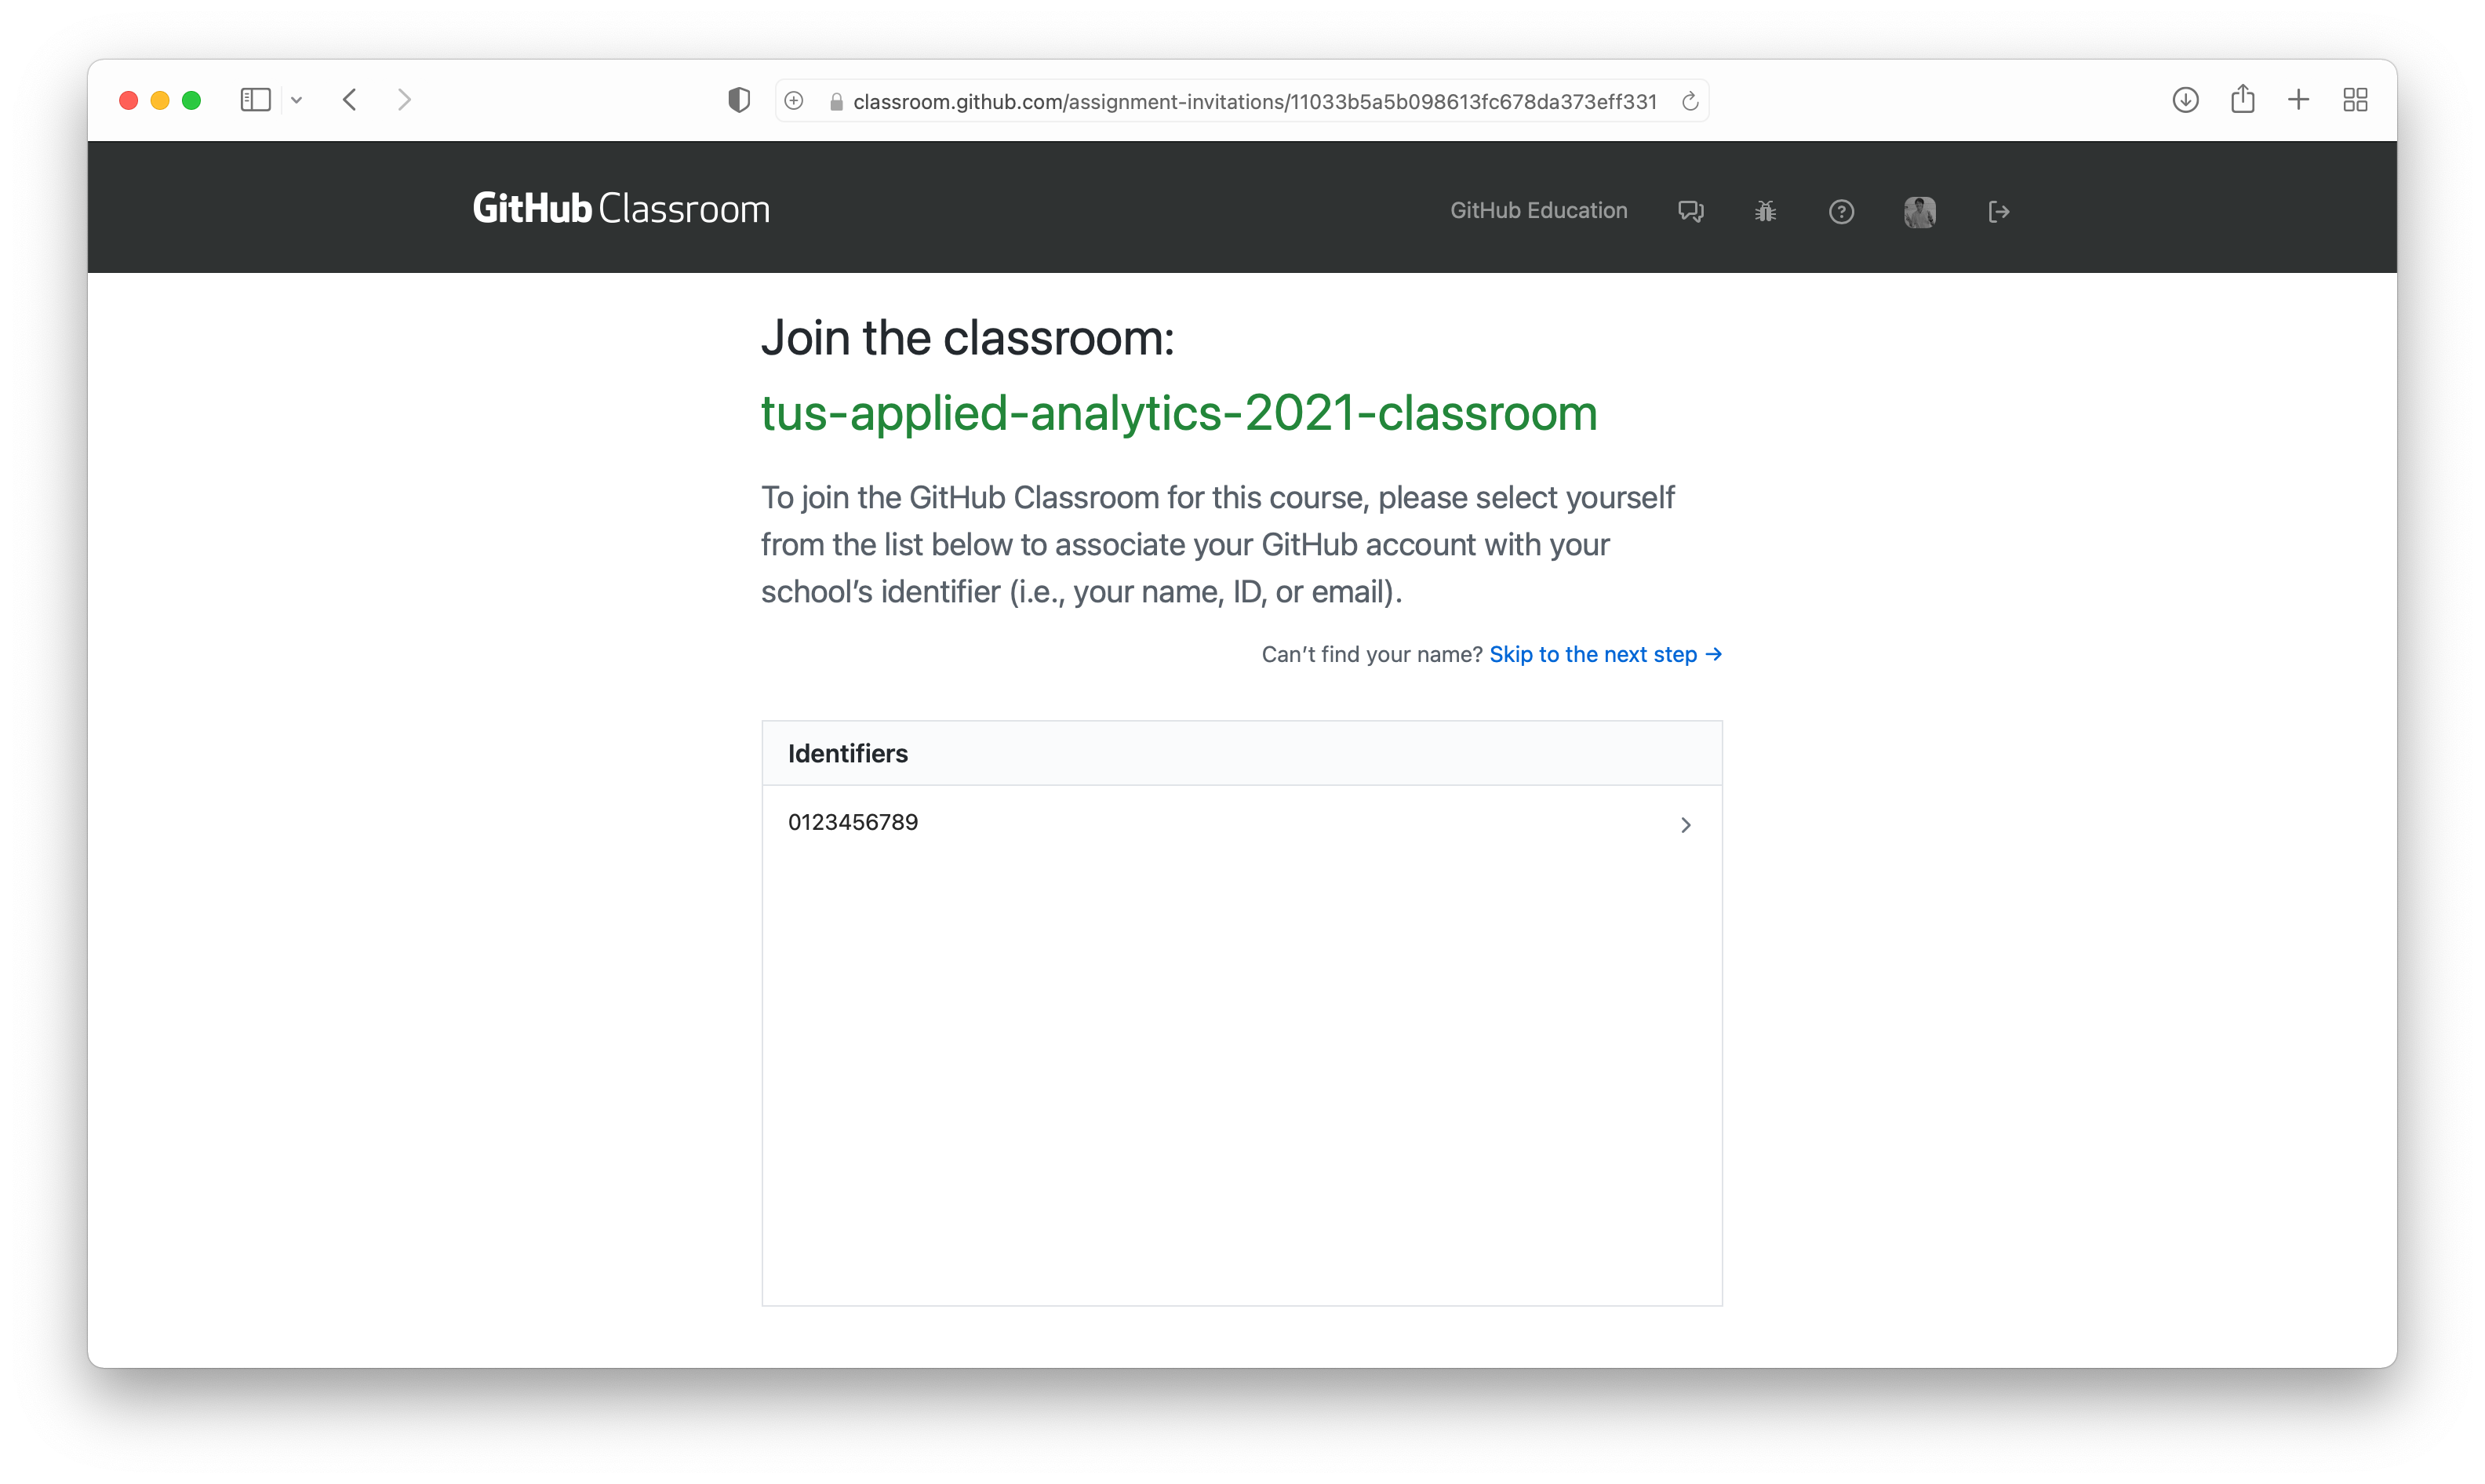 classroom.github.com/assignment-invitations/11033b5a5b098613fc678da373eff331
GitHub Classroom
GitHub Education
Join the classroom:
tus-applied-analytics-2021-classroom
To join the GitHub Classroom for this course, please select yourself
from the list below to associate your GitHub account with your
school’s identifier (i.e., your name, ID, or email).
Can’t find your name? Skip to the next step →
Identifiers
0123456789